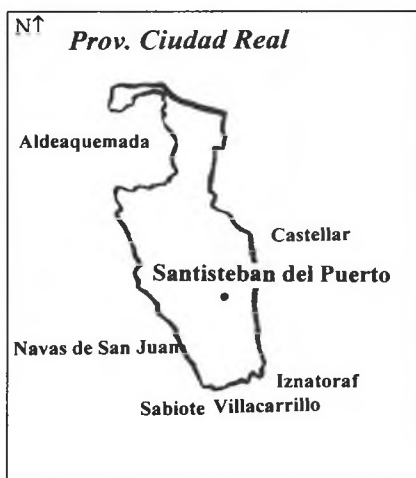 N↑
Prov. Ciudad Real
Aldeaquemada
Castellar
Santisteban del Puerto
Navas de San Juan
Iznatoraf
Sabiote Villacarrillo